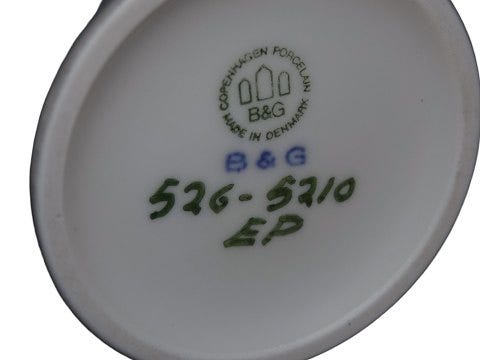 COPENHAGEN PORCELAIN
B&G
MADE IN DENMARK
B & G
526-5210
EP